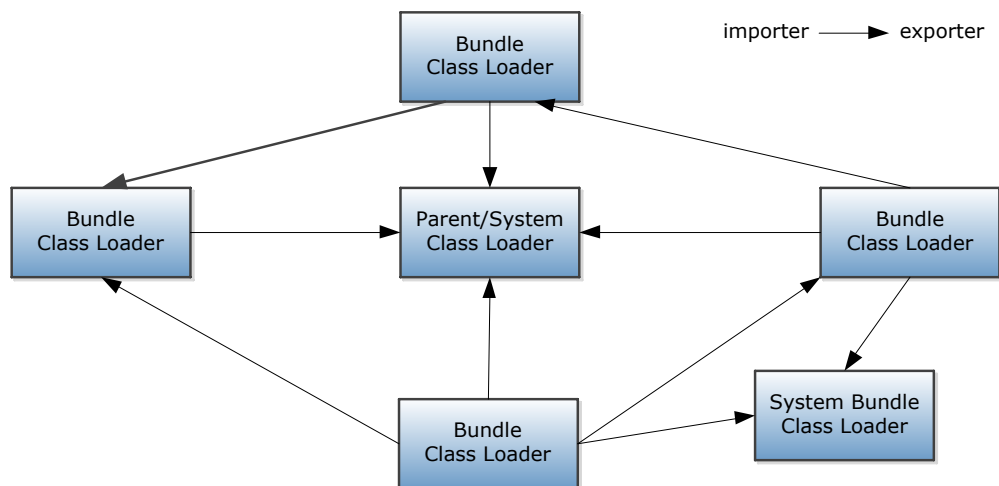 Bundle
Class Loader
importer
exporter
Bundle
Class Loader
Parent/System
Class Loader
Bundle
Class Loader
System Bundle
Class Loader
Bundle
Class Loader